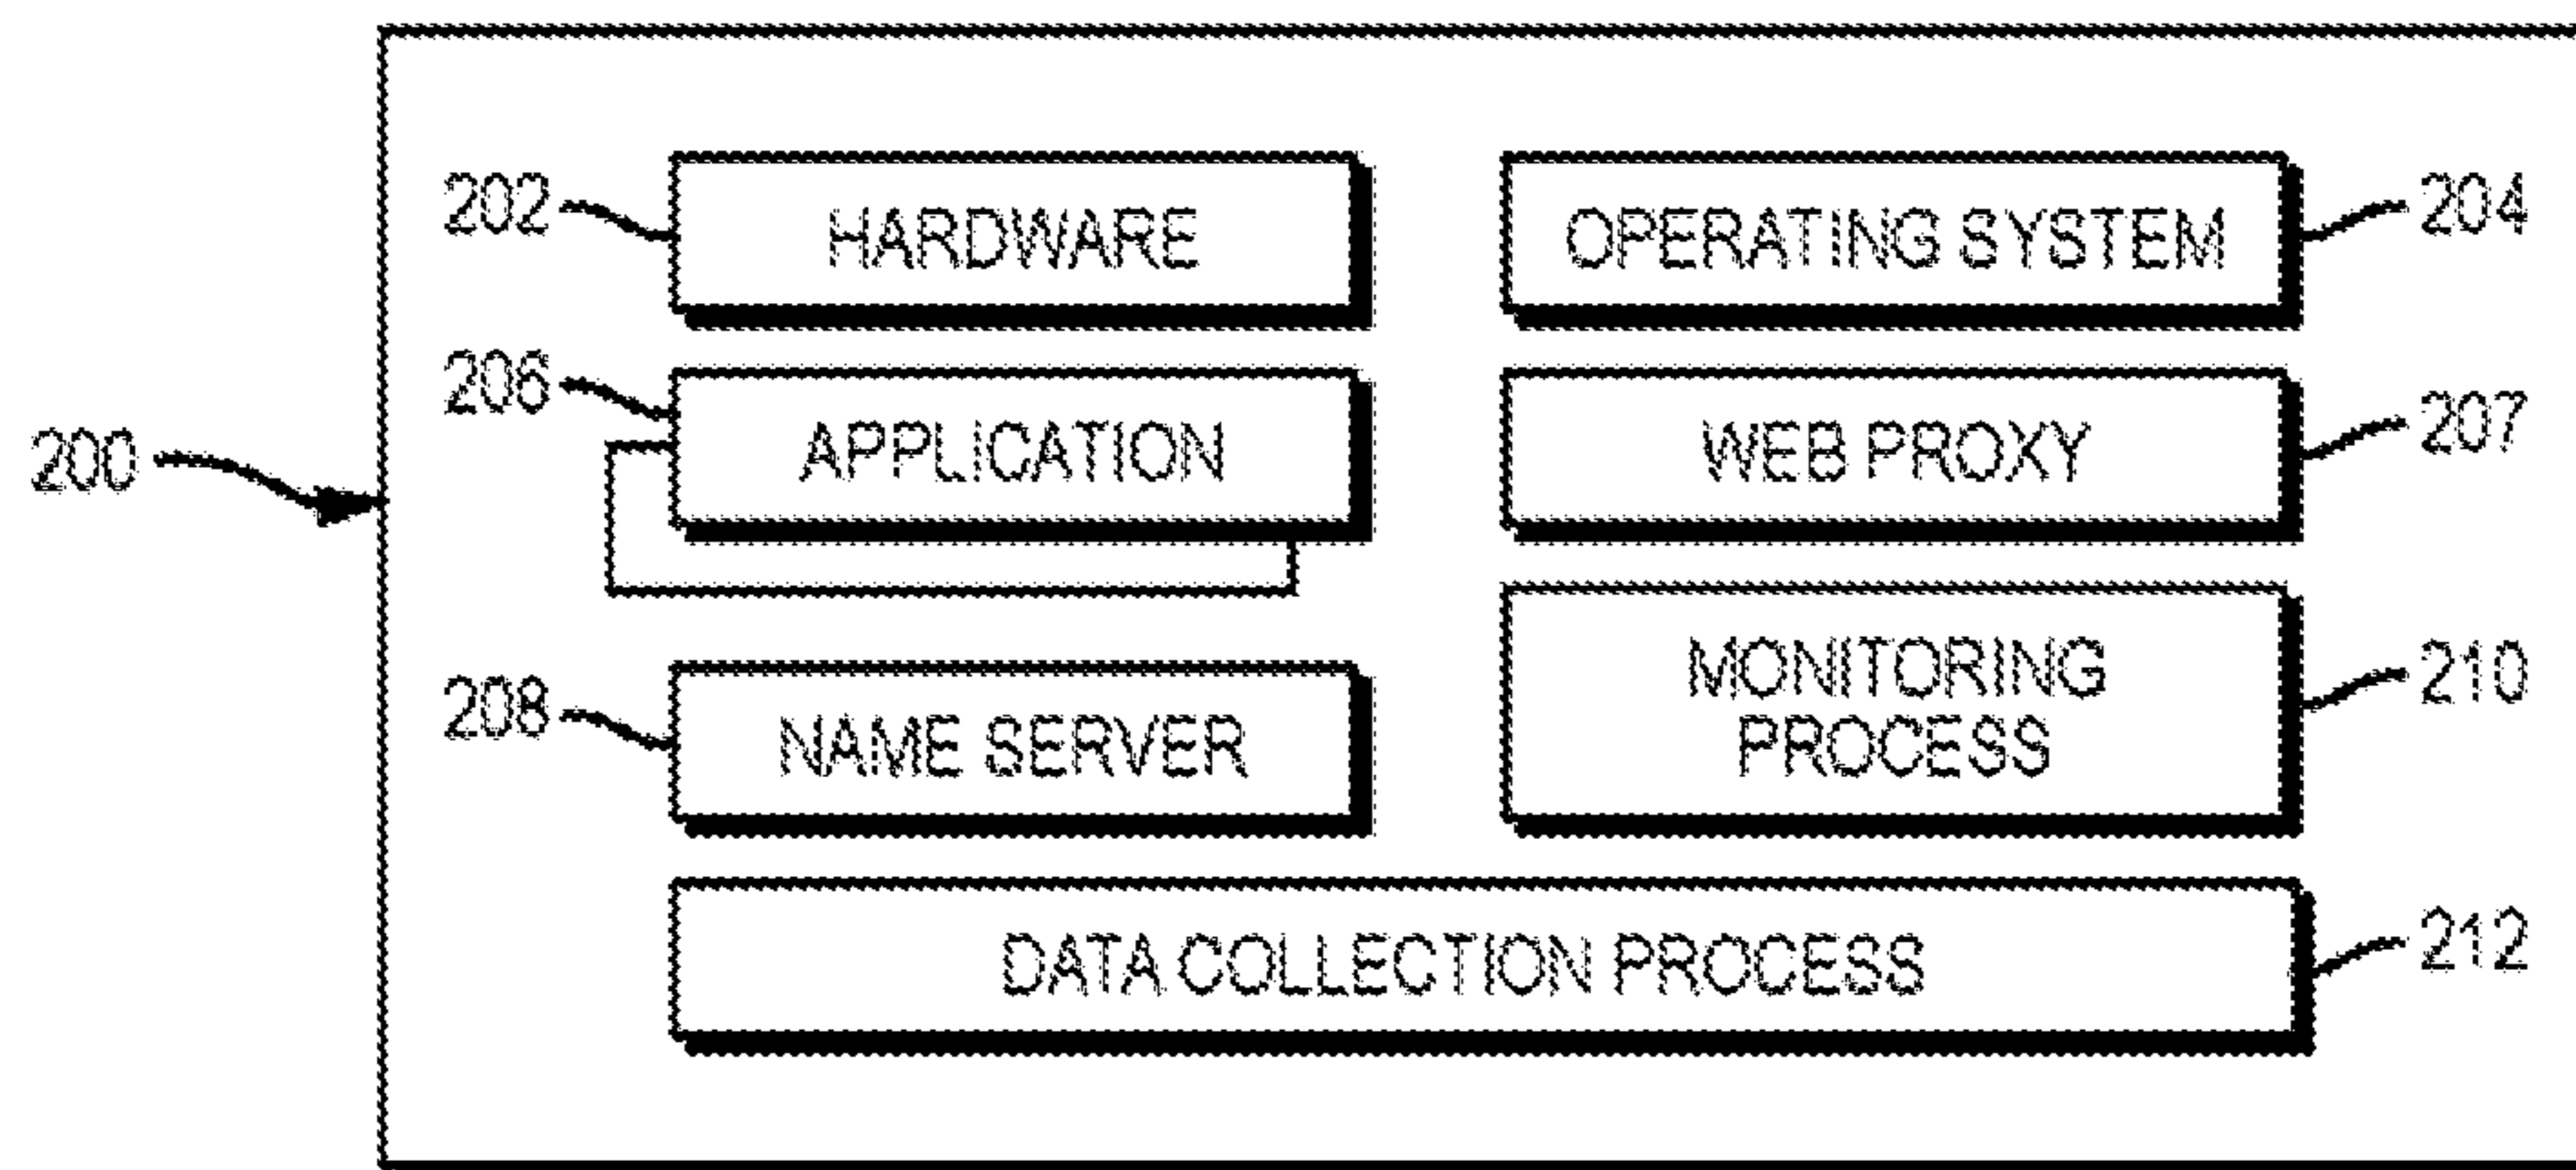 202 HARDWARE OPERATING SYSTEM 204
206 APPLICATION WEB PROXY 207
200
208 NAME SERVER MONITORING PROCESS 210
DATA COLLECTION PROCESS 212